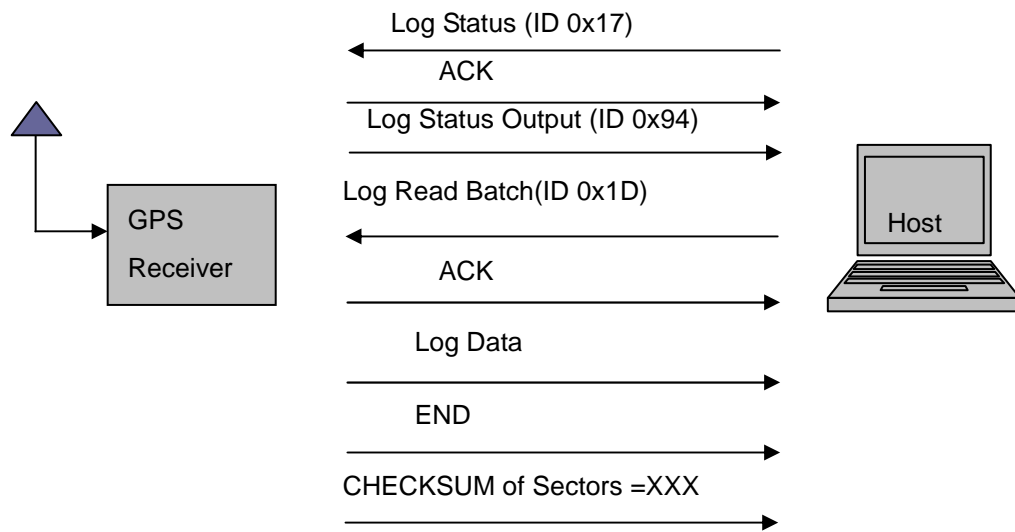 Log Status (ID 0x17)
ACK
Log Status Output (ID 0x94)
Log Read Batch(ID 0x1D)
GPS
Receiver
Host
ACK
Log Data
END
CHECKSUM of Sectors =XXX